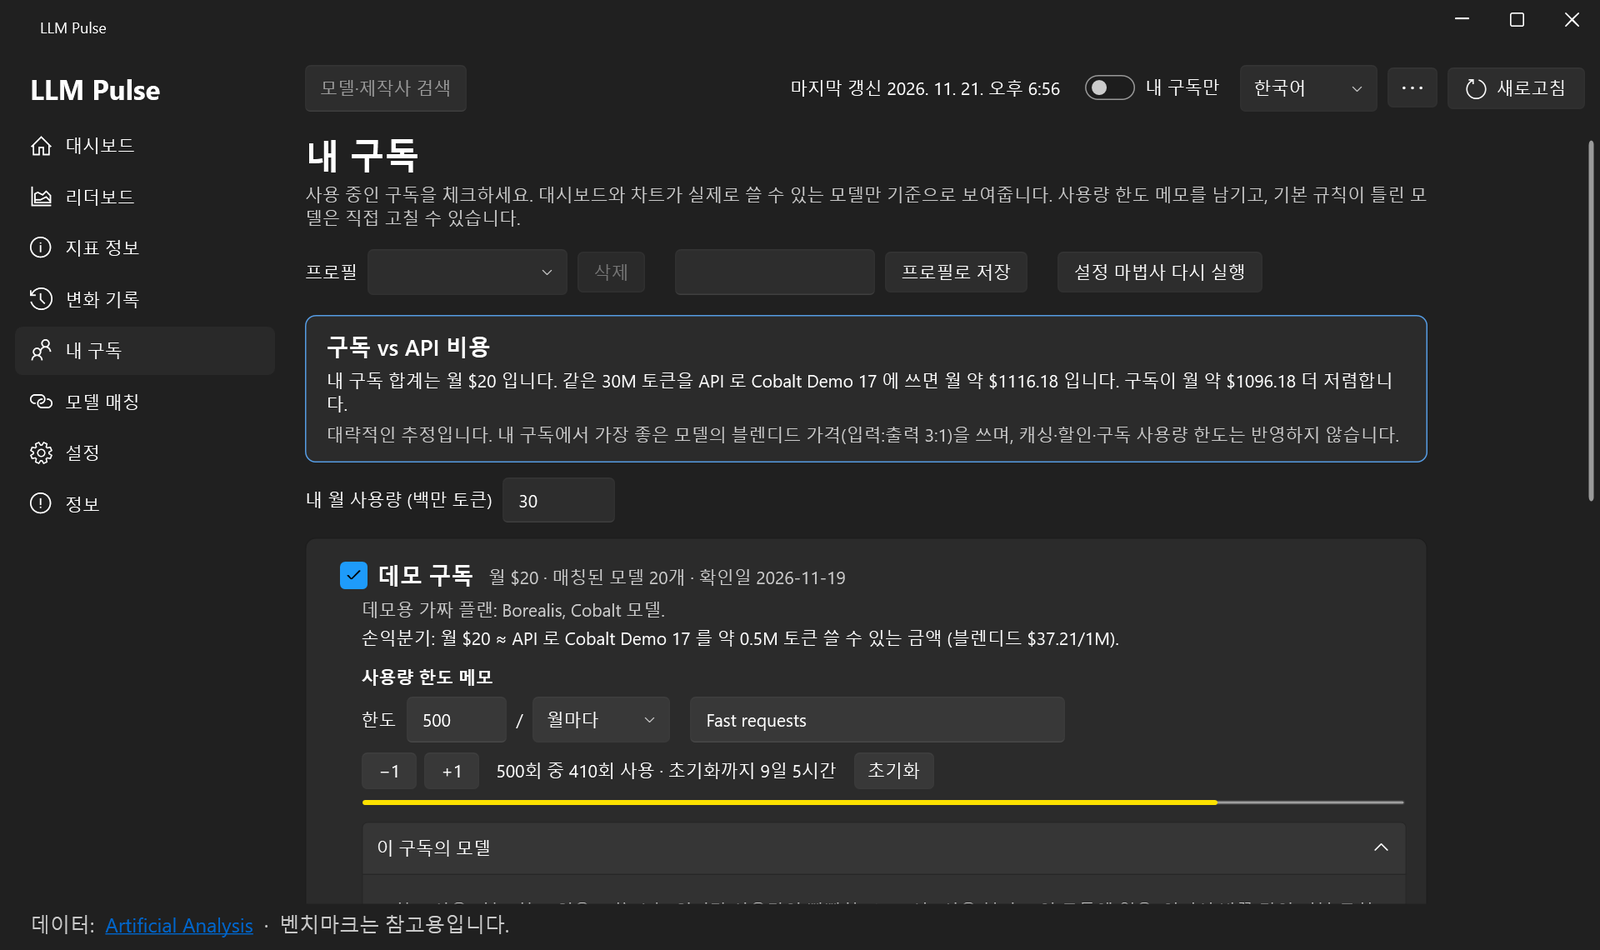 LLM Pulse
LLM Pulse
모델·제작사 검색
마지막 갱신 2026. 11. 21. 오후 6:56
내 구독만
한국어
새로고침
대시보드
리더보드
지표 정보
변화 기록
내 구독
모델 매칭
설정
정보
내 구독
사용 중인 구독을 체크하세요. 대시보드와 차트가 실제로 쓸 수 있는 모델만 기준으로 보여줍니다. 사용량 한도 메모를 남기고, 기본 규칙이 틀린 모
델은 직접 고칠 수 있습니다.
프로필
삭제
프로필로 저장
설정 마법사 다시 실행
구독 vs API 비용
내 구독 합계는 월 $20 입니다. 같은 30M 토큰을 API 로 Cobalt Demo 17 에 쓰면 월 약 $1116.18 입니다. 구독이 월 약 $1096.18 더 저렴합니
다.
대략적인 추정입니다. 내 구독에서 가장 좋은 모델의 블렌디드 가격(입력:출력 3:1)을 쓰며, 캐싱·할인·구독 사용량 한도는 반영하지 않습니다.
내 월 사용량 (백만 토큰)
30
데모 구독 월 $20 · 매칭된 모델 20개 · 확인일 2026-11-19
데모용 가짜 플랜: Borealis, Cobalt 모델.
손익분기: 월 $20 ≈ API 로 Cobalt Demo 17 를 약 0.5M 토큰 쓸 수 있는 금액 (블렌디드 $37.21/1M).
사용량 한도 메모
한도 500 / 월마다 Fast requests
−1 +1 500회 중 410회 사용 · 초기화까지 9일 5시간 초기화
이 구독의 모델
데이터: Artificial Analysis · 벤치마크는 참고용입니다.